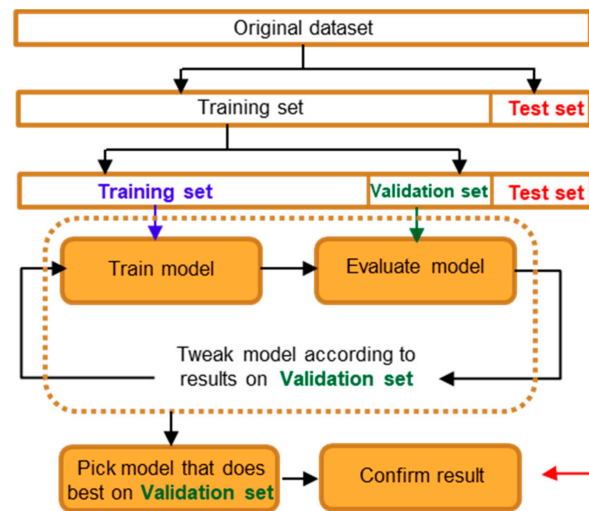 Original dataset
Training set Test set
Training set Validation set Test set
Train model Evaluate model
Tweak model according to
results on Validation set
Pick model that does
best on Validation set
Confirm result